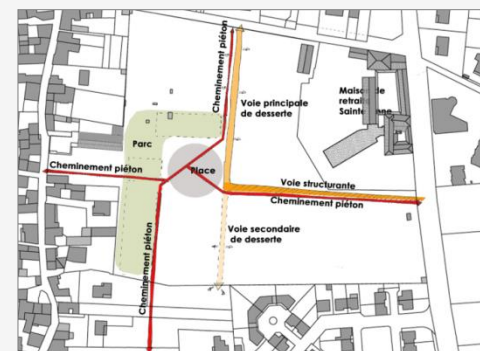 Cheminement piéton
Maison de
retraite
Sainte Anne
Voie principale
de desserte
Parc
Cheminement piéton
Place
Voie structurante
Cheminement piéton
Cheminement piéton
Voie secondaire
de desserte